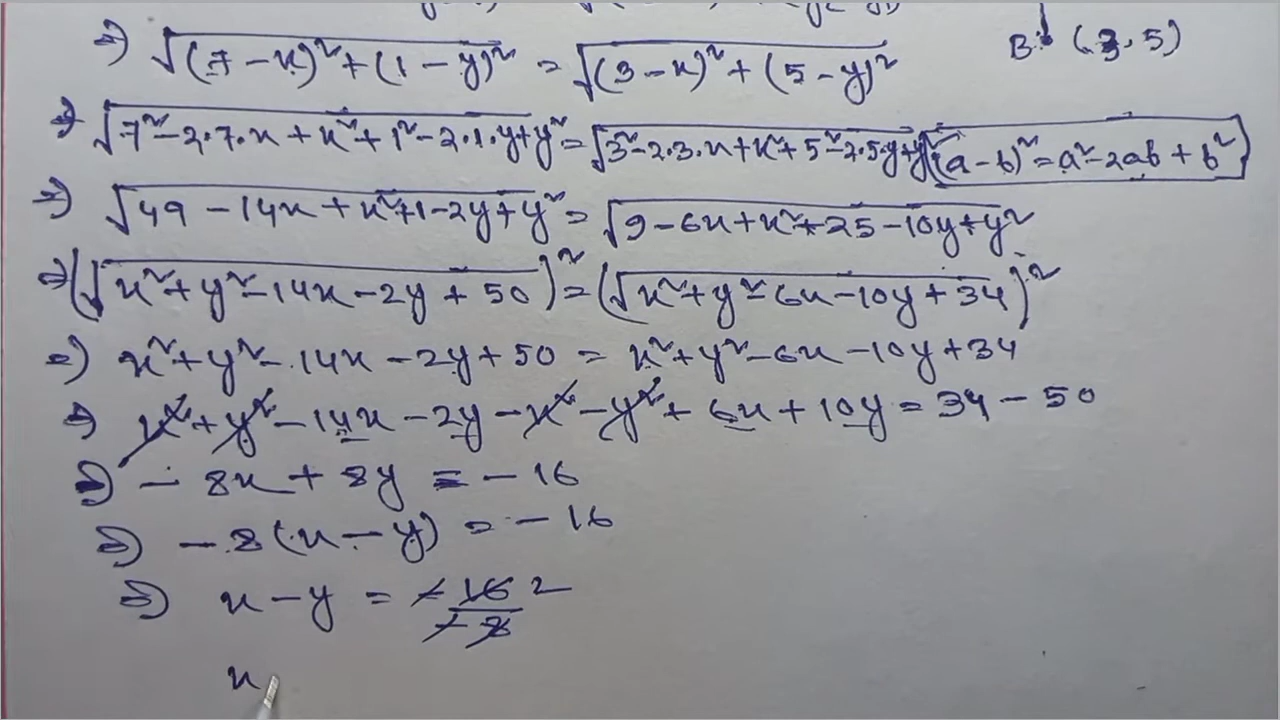 ⇒) √(7 - x)² + (1 - y)² = √(3 - x)² + (5 - y)²
B (3, 5)
⇒) √7² - 2·7·x + x² + 1² - 2·1·y + y² = √3² - 2·3·x + x² + 5² - 2·5·y + y² [(a - b)² = a² - 2ab + b²]
⇒) √49 - 14x + x² + 1 - 2y + y² = √9 - 6x + x² + 25 - 10y + y²
⇒) (√x² + y² - 14x - 2y + 50)² = (√x² + y² - 6x - 10y + 34)²
⇒) x² + y² - 14x - 2y + 50 = x² + y² - 6x - 10y + 34
⇒) x² + y² - 14x - 2y - x² - y² + 6x + 10y = 34 - 50
⇒) - 8x + 8y = - 16
⇒) - 8(x - y) = - 16
⇒) x - y = -16/-8 2
x